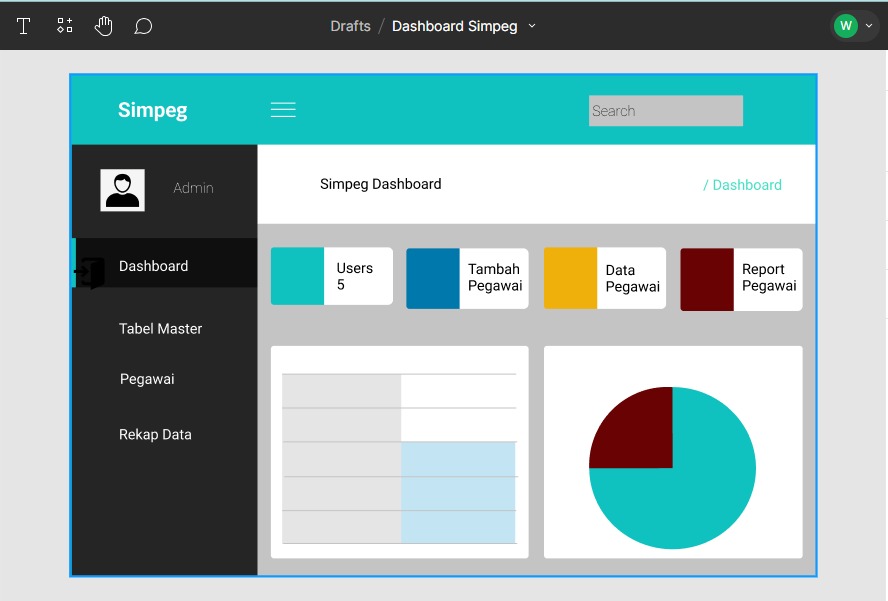 Drafts / Dashboard Simpeg
W
Simpeg
Search
Admin
Simpeg Dashboard
/ Dashboard
Dashboard
Tabel Master
Pegawai
Rekap Data
Users
5
Tambah
Pegawai
Data
Pegawai
Report
Pegawai